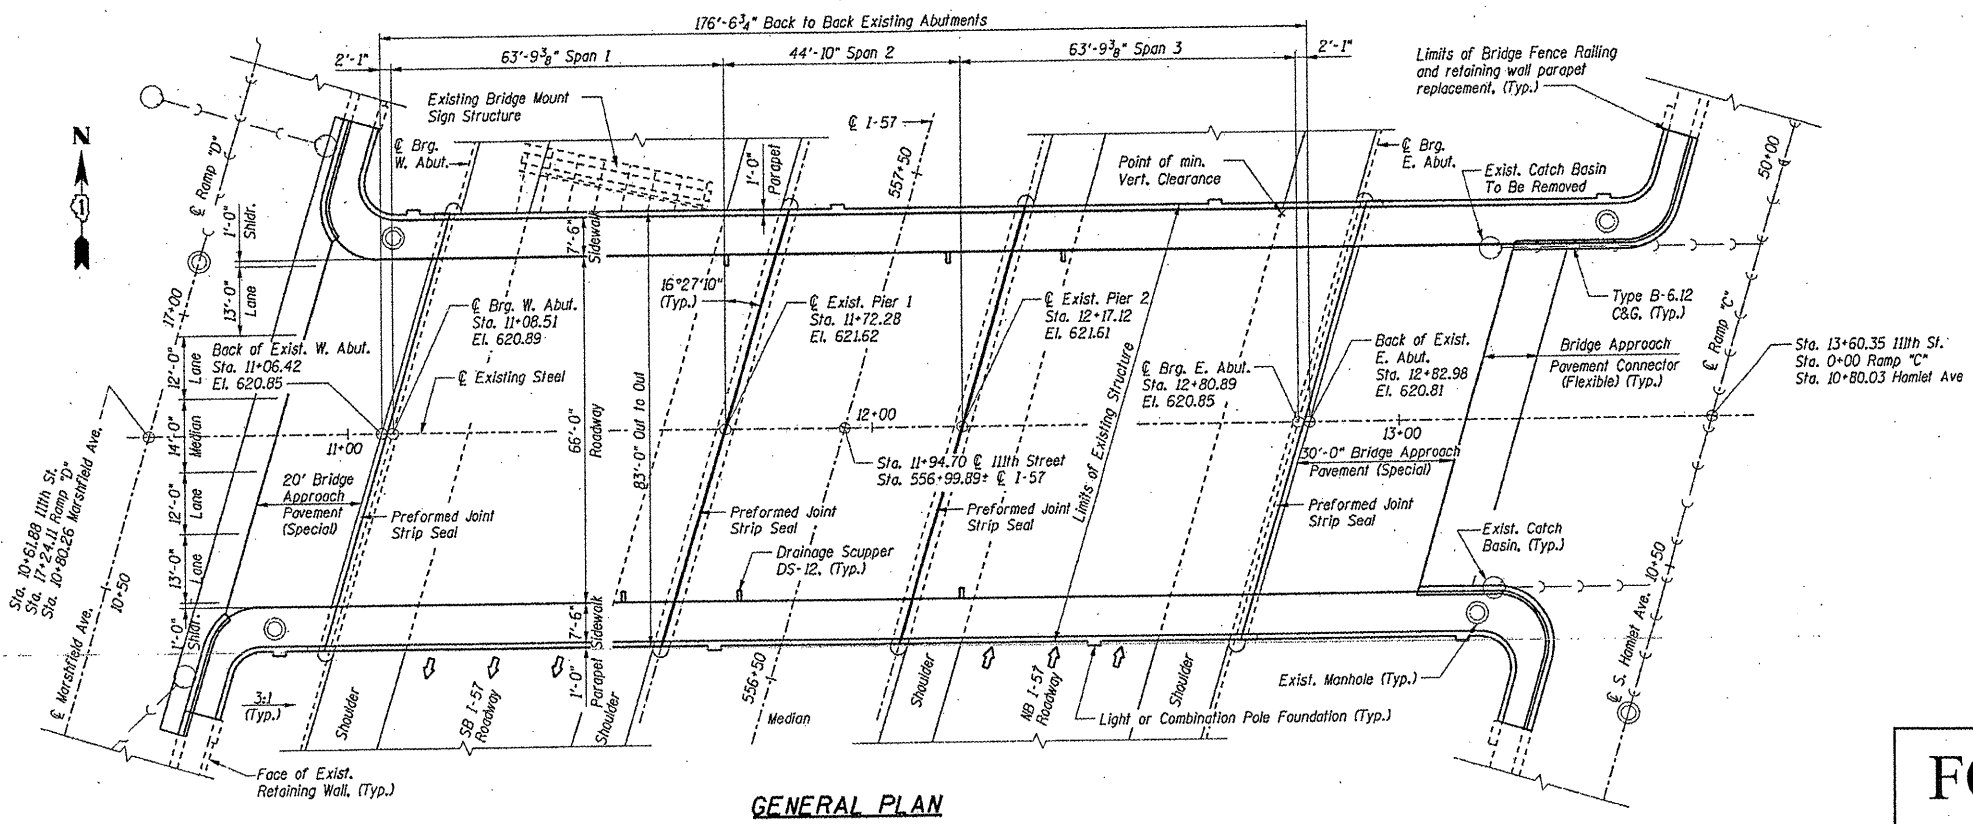 176'-6¾" Back to Back Existing Abutments
2'-1"
63'-9⅜" Span 1
44'-10" Span 2
63'-9⅜" Span 3
2'-1"
Limits of Bridge Fence Railing
and retaining wall parapet
replacement, (Typ.)
Existing Bridge Mount
Sign Structure
℄ I-57
℄ Brg.
W. Abut.
℄ Brg.
E. Abut.
Point of min.
Vert. Clearance
Exist. Catch Basin
To Be Removed
N
1
℄ Ramp "D"
1'-0"
Shldr.
13'-0"
Lane
17+00
1'-0"
Parapet
557+50
50+00
7'-6"
Sidewalk
16°27'10"
(Typ.)
℄ Brg. W. Abut.
Sta. 11+08.51
El. 620.89
℄ Exist. Pier 1
Sta. 11+72.28
El. 621.62
℄ Exist. Pier 2
Sta. 12+17.12
El. 621.61
Type B-6.12
C&G. (Typ.)
℄ Ramp "C"
Back of Exist. W. Abut.
Sta. 11+06.42
El. 620.85
12'-0"
Lane
℄ Existing Steel
℄ Brg. E. Abut.
Sta. 12+80.89
El. 620.85
Back of Exist.
E. Abut.
Sta. 12+82.98
El. 620.81
Bridge Approach
Pavement Connector
(Flexible) (Typ.)
Sta. 13+60.35 111th St.
Sta. 0+00 Ramp "C"
Sta. 10+80.03 Hamlet Ave
14'-0"
Median
11+00
66'-0"
Roadway
83'-0" Out to Out
12+00
13+00
Limits of Existing Structure
Sta. 11+94.70 ℄ 111th Street
Sta. 556+99.89± ℄ I-57
30'-0" Bridge Approach
Pavement (Special)
Sta. 10+61.88 111th St.
Sta. 17+24.11 Ramp "D"
Sta. 10+80.26 Marshfield Ave.
12'-0"
Lane
20' Bridge
Approach
Pavement
(Special)
Preformed Joint
Strip Seal
Preformed Joint
Strip Seal
Preformed Joint
Strip Seal
Preformed Joint
Strip Seal
Exist. Catch
Basin, (Typ.)
Drainage Scupper
DS-12, (Typ.)
13'-0"
Lane
10+50
10+50
1'-0"
Shldr.
7'-6"
Sidewalk
1'-0"
Parapet
℄ Marshfield Ave.
℄ S. Hamlet Ave.
3:1
(Typ.)
Shoulder
SB I-57
Roadway
Shoulder
556+50
Median
Shoulder
NB I-57
Roadway
Shoulder
Exist. Manhole (Typ.)
Light or Combination Pole Foundation (Typ.)
Face of Exist.
Retaining Wall, (Typ.)
GENERAL PLAN